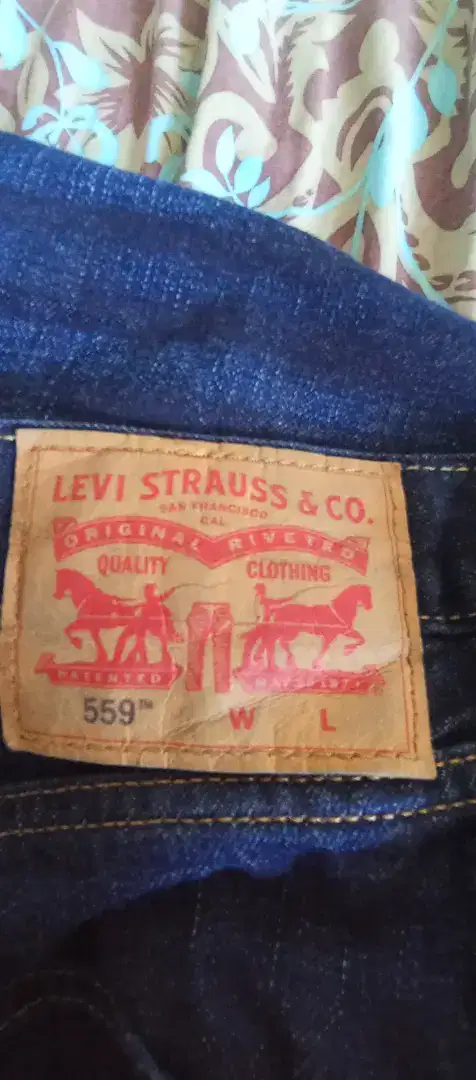 LEVI STRAUSS & CO.
SAN FRANCISCO
CAL
ORIGINAL RIVETED
QUALITY CLOTHING
PATENTED
559™ W L